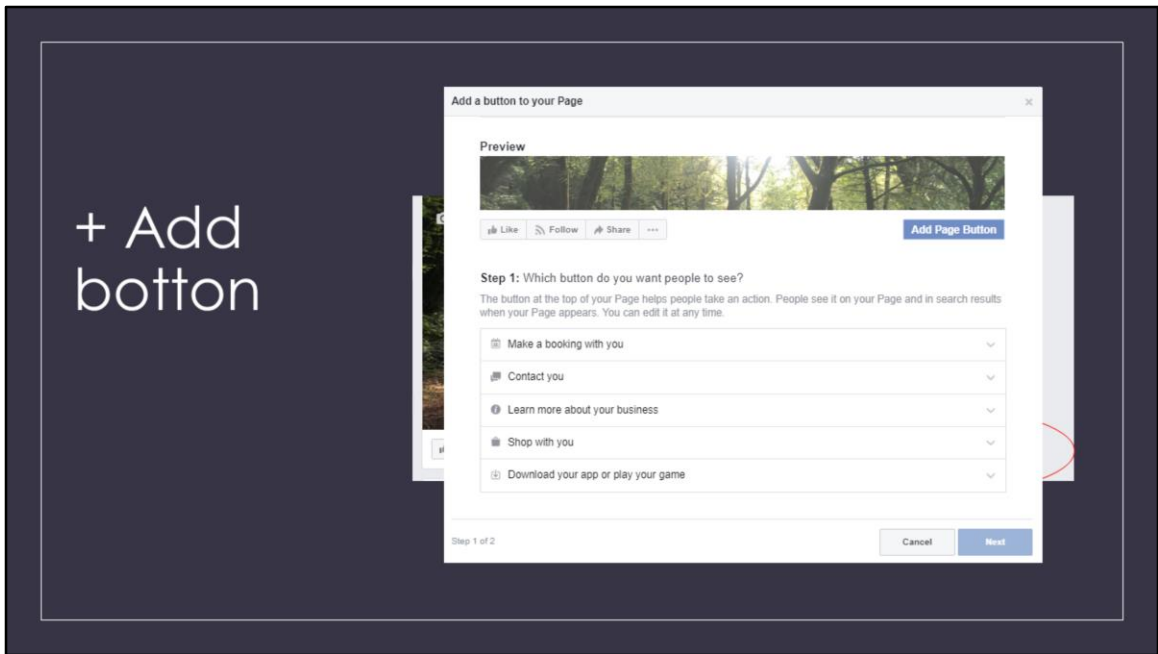 + Add
botton
Add a button to your Page
Preview
Like Follow Share
Add Page Button
Step 1: Which button do you want people to see?
The button at the top of your Page helps people take an action. People see it on your Page and in search results
when your Page appears. You can edit it at any time.
Make a booking with you
Contact you
Learn more about your business
Shop with you
Download your app or play your game
Step 1 of 2
Cancel Next